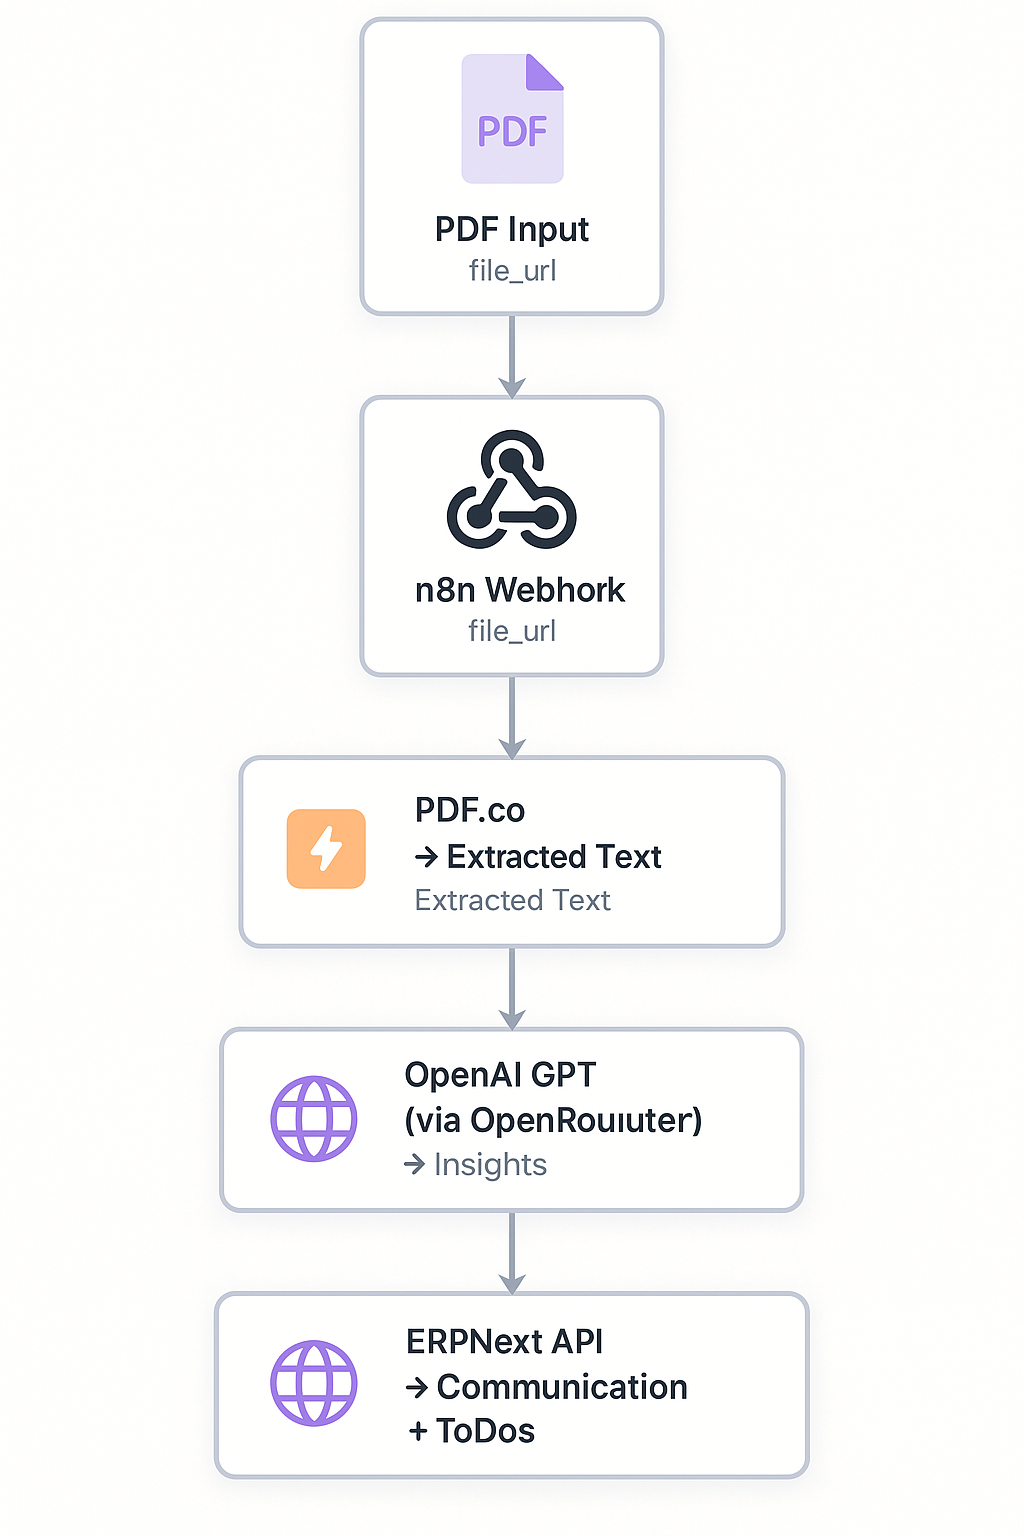 PDF
PDF Input
file_url
n8n Webhork
file_url
PDF.co
→ Extracted Text
Extracted Text
OpenAI GPT
(via OpenRouıuter)
→ Insights
ERPNext API
→ Communication
+ ToDos